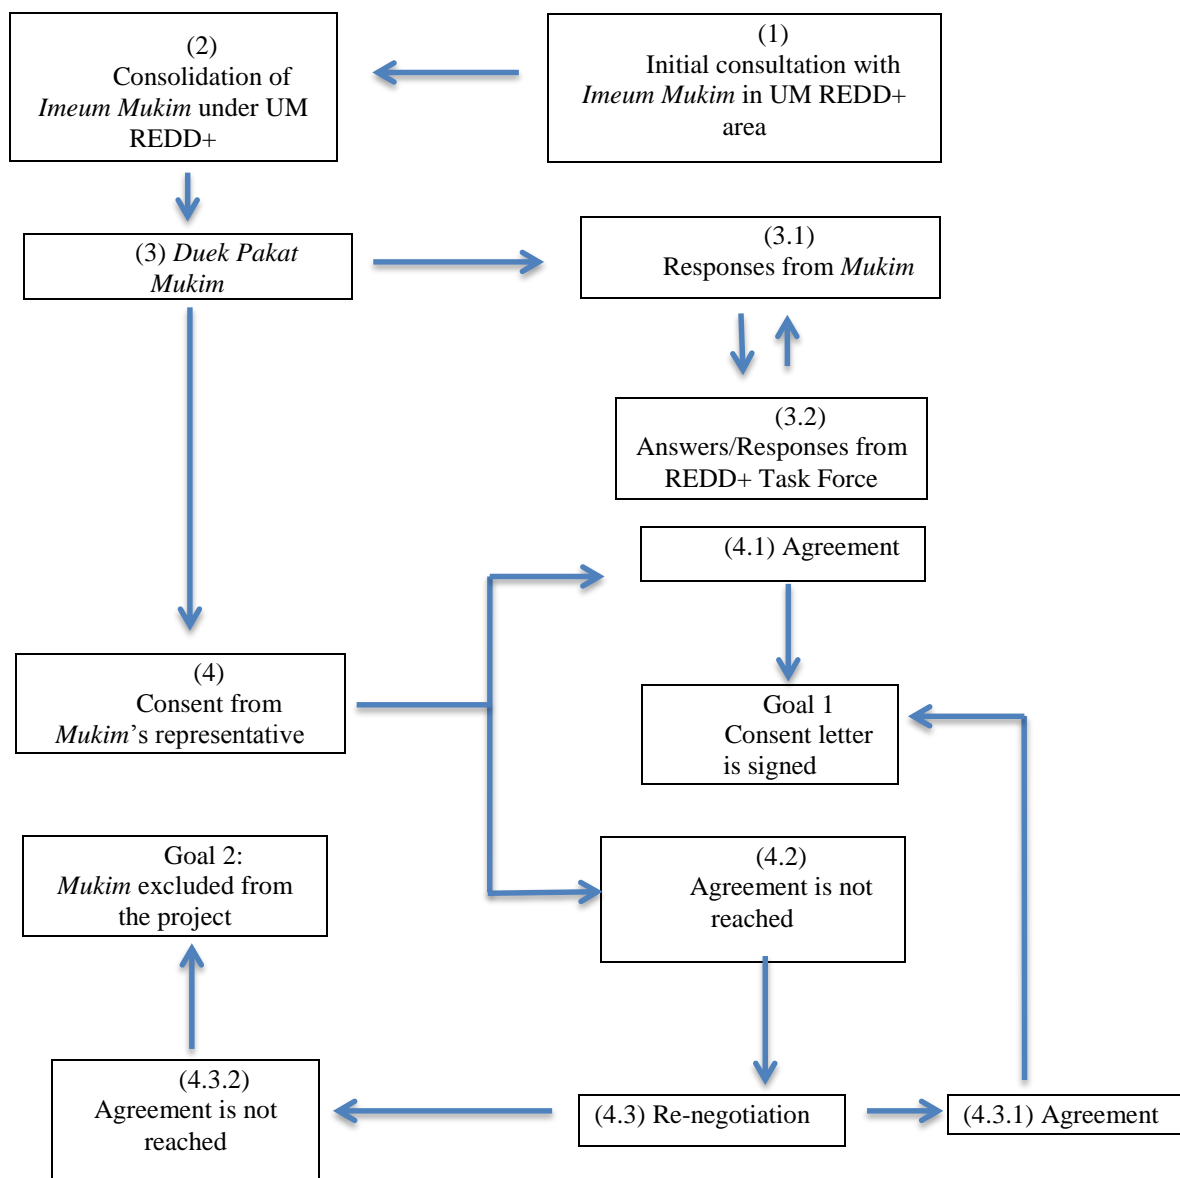 (1)
Initial consultation with
Imeum Mukim in UM REDD+
area
(2)
Consolidation of
Imeum Mukim under UM
REDD+
(3) Duek Pakat
Mukim
(3.1)
Responses from Mukim
(3.2)
Answers/Responses from
REDD+ Task Force
(4)
Consent from
Mukim’s representative
(4.1) Agreement
Goal 1
Consent letter
is signed
(4.2)
Agreement is not
reached
(4.3) Re-negotiation
(4.3.1) Agreement
(4.3.2)
Agreement is not
reached
Goal 2:
Mukim excluded from
the project